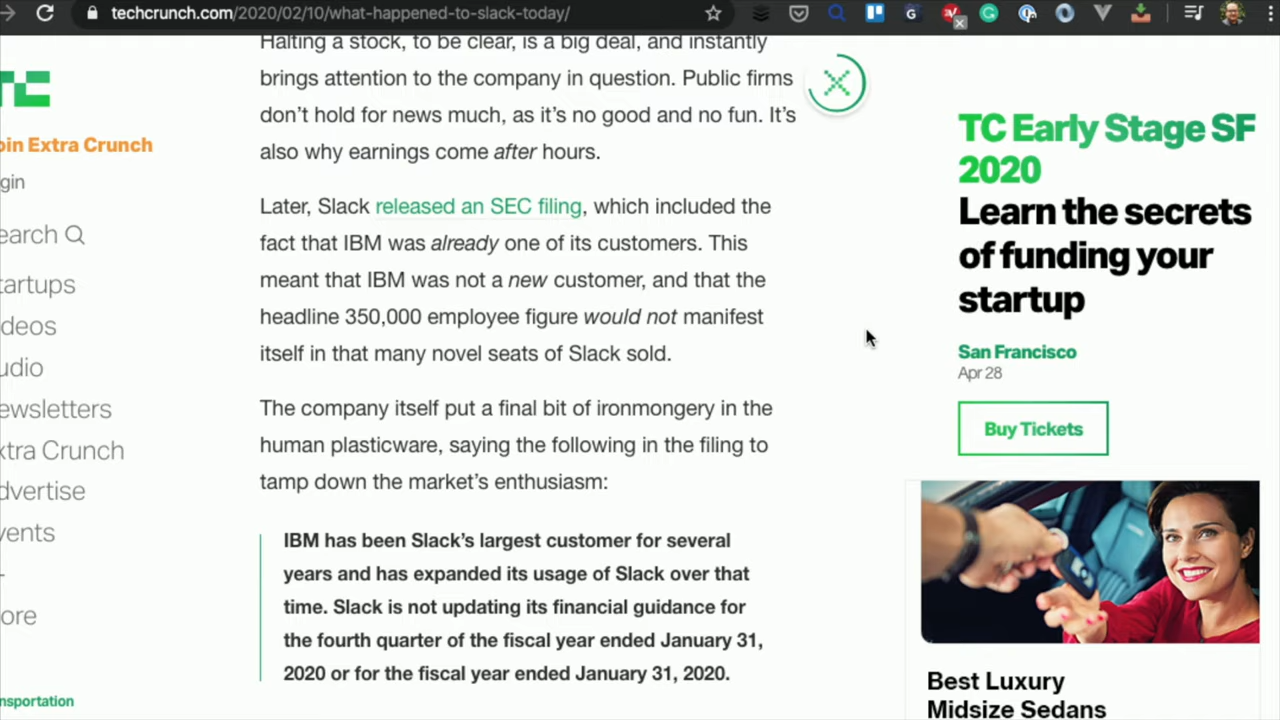 techcrunch.com/2020/02/10/what-happened-to-slack-today/
Halting a stock, to be clear, is a big deal, and instantly
brings attention to the company in question. Public firms
don't hold for news much, as it's no good and no fun. It's
also why earnings come after hours.
Later, Slack released an SEC filing, which included the
fact that IBM was already one of its customers. This
meant that IBM was not a new customer, and that the
headline 350,000 employee figure would not manifest
itself in that many novel seats of Slack sold.
The company itself put a final bit of ironmongery in the
human plasticware, saying the following in the filing to
tamp down the market's enthusiasm:
IBM has been Slack's largest customer for several
years and has expanded its usage of Slack over that
time. Slack is not updating its financial guidance for
the fourth quarter of the fiscal year ended January 31,
2020 or for the fiscal year ended January 31, 2020.
TC
oin Extra Crunch
gin
earch
tartups
deos
udio
ewsletters
xtra Crunch
dvertise
vents
ore
nsportation
TC Early Stage SF
2020
Learn the secrets
of funding your
startup
San Francisco
Apr 28
Buy Tickets
Best Luxury
Midsize Sedans